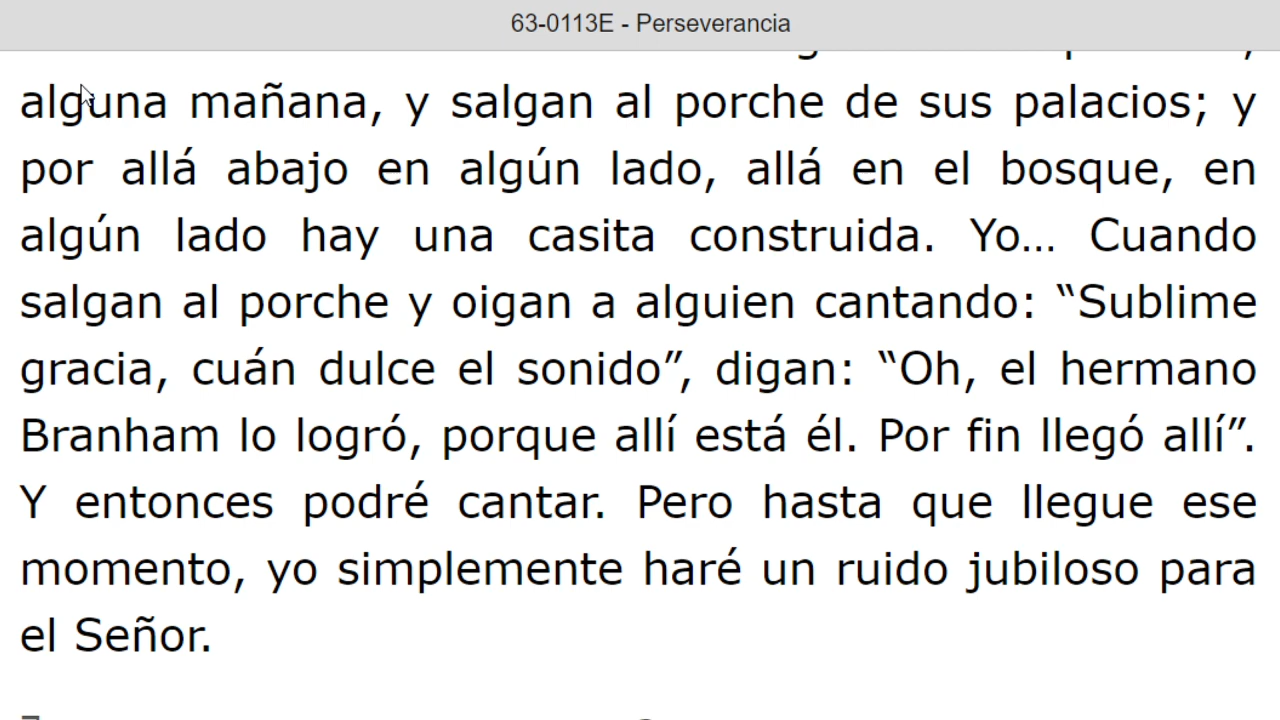 63-0113E - Perseverancia
alguna mañana, y salgan al porche de sus palacios; y
por allá abajo en algún lado, allá en el bosque, en
algún lado hay una casita construida. Yo… Cuando
salgan al porche y oigan a alguien cantando: “Sublime
gracia, cuán dulce el sonido”, digan: “Oh, el hermano
Branham lo logró, porque allí está él. Por fin llegó allí”.
Y entonces podré cantar. Pero hasta que llegue ese
momento, yo simplemente haré un ruido jubiloso para
el Señor.